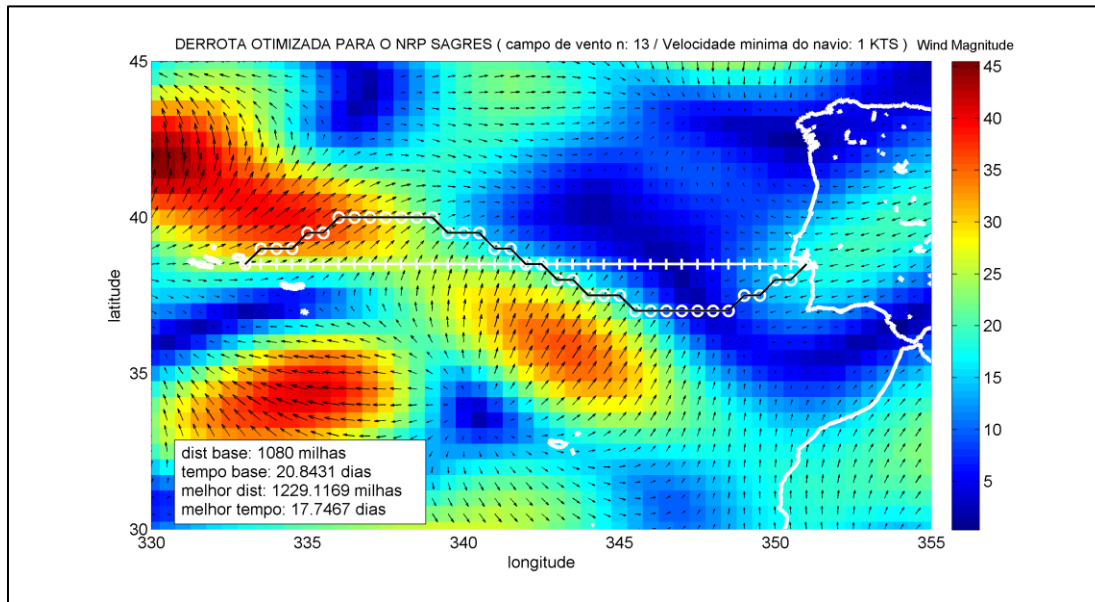 DERROTA OTIMIZADA PARA O NRP SAGRES ( campo de vento n: 13 / Velocidade minima do navio: 1 KTS ) Wind Magnitude
45
40
35
30
latitude
330
335
340
345
350
355
longitude
dist base: 1080 milhas
tempo base: 20.8431 dias
melhor dist: 1229.1169 milhas
melhor tempo: 17.7467 dias
45
40
35
30
25
20
15
10
5